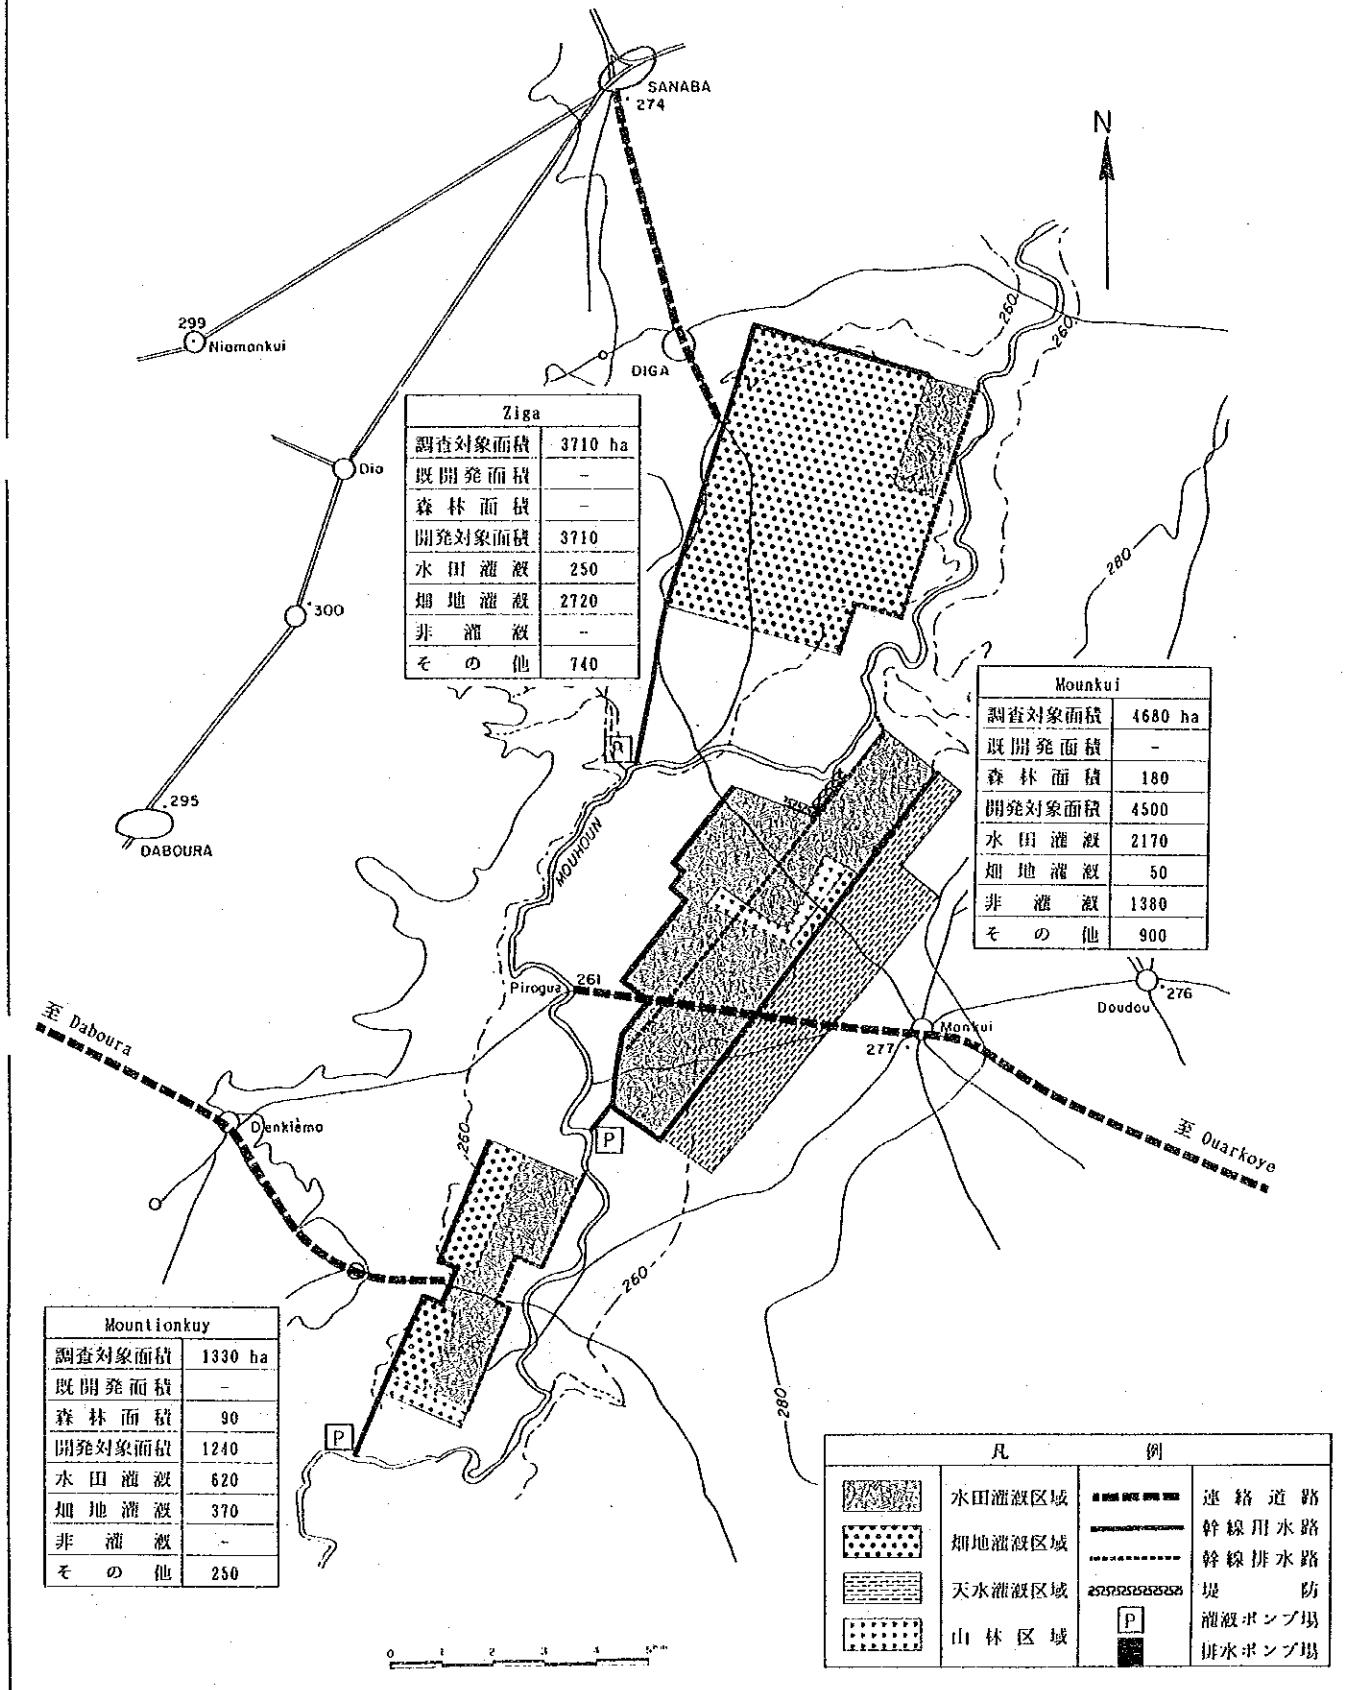 SANABA
274
N
260
260
299
Niamankui
DIGA
Ziga
調査対象面積 3710 ha
既開発面積 -
森林面積 -
開発対象面積 3710
水田灌漑 250
畑地灌漑 2720
非灌漑 -
その他 740
Dio
300
280
Mounkui
調査対象面積 4680 ha
既開発面積 -
森林面積 180
開発対象面積 4500
水田灌漑 2170
畑地灌漑 50
非灌漑 1380
その他 900
P
295
DABOURA
MOUHOUN
Pirogue 261
276
Doudou
至 Daboura
Monkui
277
Denkièmo
260
P
至 Ouarkoye
260
280
Mountionkuy
調査対象面積 1330 ha
既開発面積 -
森林面積 90
開発対象面積 1240
水田灌漑 620
畑地灌漑 370
非灌漑 -
その他 250
P
凡例
水田灌漑区域 連絡道路
畑地灌漑区域 幹線用水路
幹線排水路
天水灌漑区域 堤防
山林区域 P 灌漑ポンプ場
排水ポンプ場
0 1 2 3 4 5km